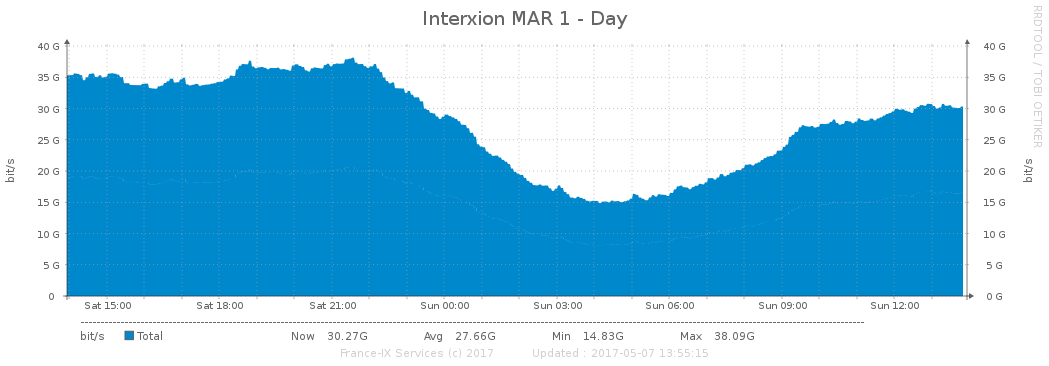 Interxion MAR 1 - Day
RRDTOOL / TOBI OETIKER
40 G 40 G
35 G 35 G
30 G 30 G
25 G 25 G
20 G 20 G
15 G 15 G
10 G 10 G
5 G 5 G
0 0 G
bit/s bit/s
Sat 15:00 Sat 18:00 Sat 21:00 Sun 00:00 Sun 03:00 Sun 06:00 Sun 09:00 Sun 12:00
bit/s Total Now 30.27G Avg 27.66G Min 14.83G Max 38.09G
France-IX Services (c) 2017 Updated : 2017-05-07 13:55:15